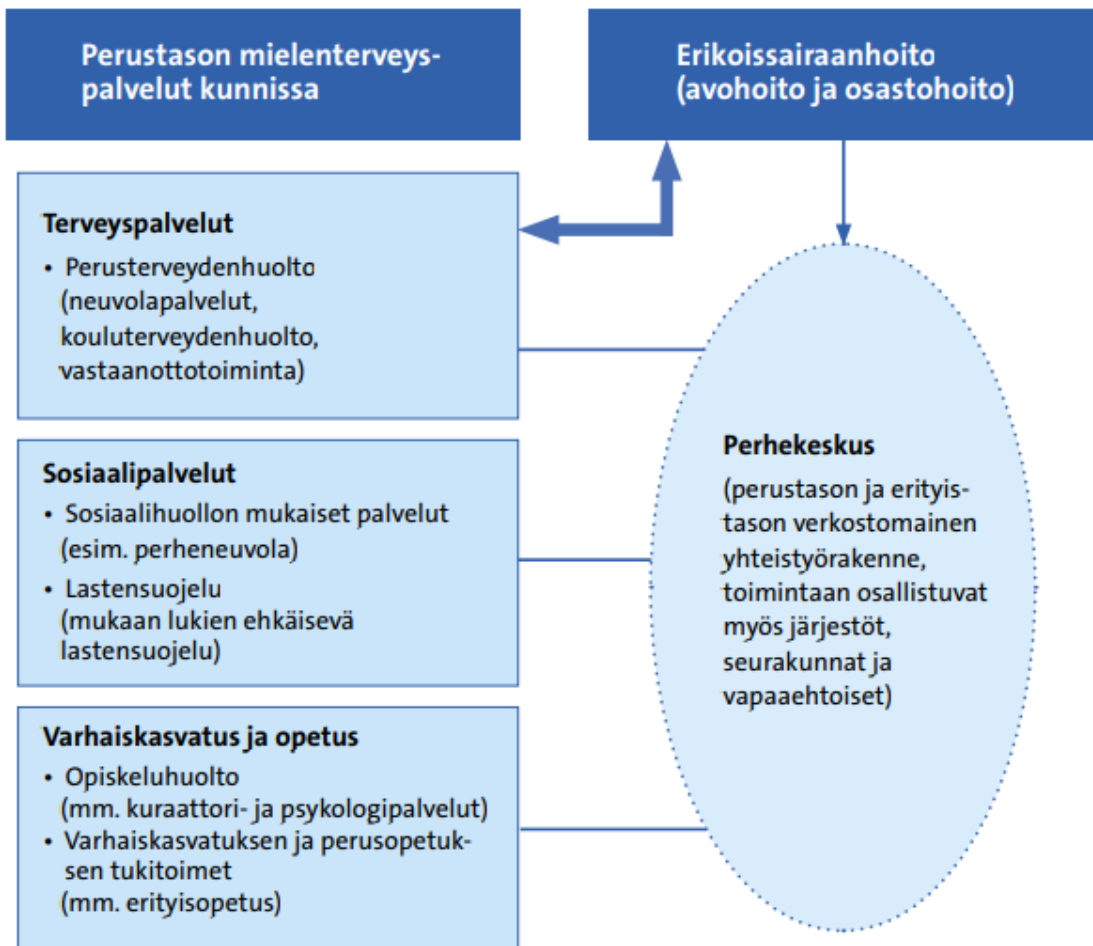 Perustason mielenterveys-
palvelut kunnissa
Erikoissairaanhoito
(avohoito ja osastohoito)
Terveyspalvelut
• Perusterveydenhuolto
(neuvolapalvelut,
kouluterveydenhuolto,
vastaanottotoiminta)
Sosiaalipalvelut
• Sosiaalihuollon mukaiset palvelut
(esim. perheneuvola)
• Lastensuojelu
(mukaan lukien ehkäisevä
lastensuojelu)
Varhaiskasvatus ja opetus
• Opiskeluhuolto
(mm. kuraattori- ja psykologipalvelut)
• Varhaiskasvatuksen ja perusopetuk-
sen tukitoimet
(mm. erityisopetus)
Perhekeskus
(perustason ja erityis-
tason verkostomainen
yhteistyörakenne,
toimintaan osallistuvat
myös järjestöt,
seurakunnat ja
vapaaehtoiset)